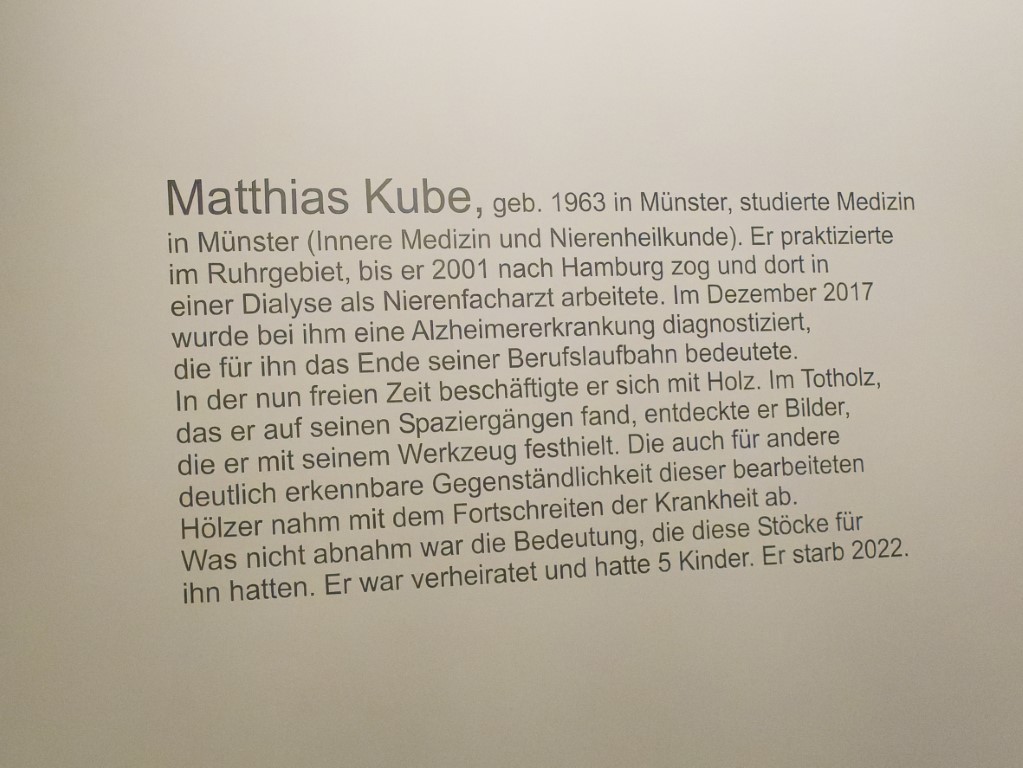 Matthias Kube, geb. 1963 in Münster, studierte Medizin
in Münster (Innere Medizin und Nierenheilkunde). Er praktizierte
im Ruhrgebiet, bis er 2001 nach Hamburg zog und dort in
einer Dialyse als Nierenfacharzt arbeitete. Im Dezember 2017
wurde bei ihm eine Alzheimererkrankung diagnostiziert,
die für ihn das Ende seiner Berufslaufbahn bedeutete.
In der nun freien Zeit beschäftigte er sich mit Holz. Im Totholz,
das er auf seinen Spaziergängen fand, entdeckte er Bilder,
die er mit seinem Werkzeug festhielt. Die auch für andere
deutlich erkennbare Gegenständlichkeit dieser bearbeiteten
Hölzer nahm mit dem Fortschreiten der Krankheit ab.
Was nicht abnahm war die Bedeutung, die diese Stöcke für
ihn hatten. Er war verheiratet und hatte 5 Kinder. Er starb 2022.